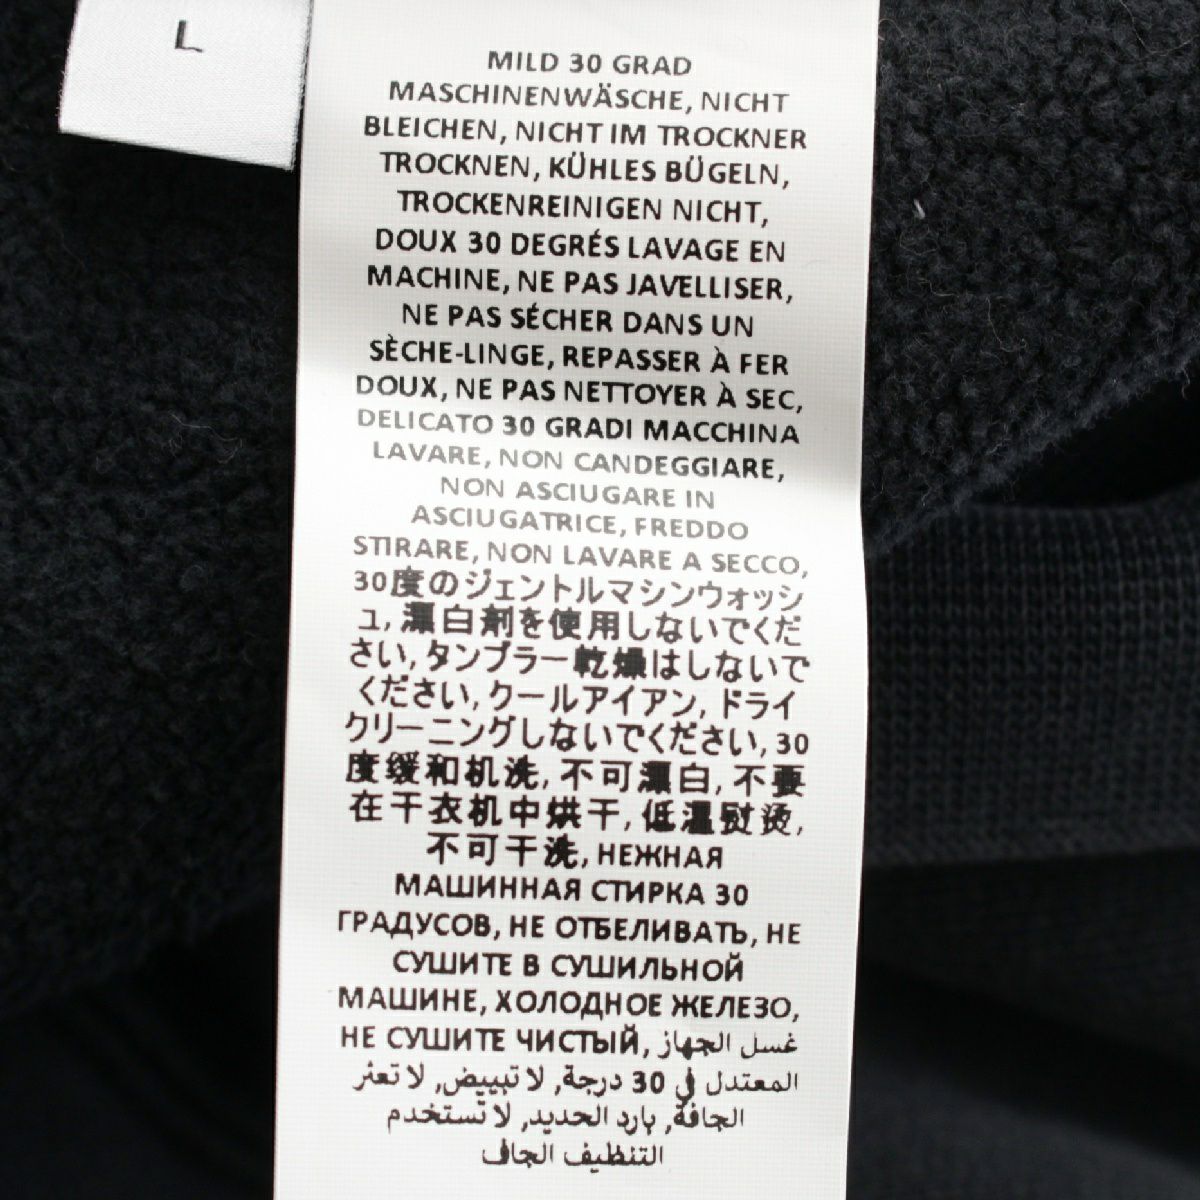 L
MILD 30 GRAD
MASCHINENWÄSCHE, NICHT
BLEICHEN, NICHT IM TROCKNER
TROCKNEN, KÜHLES BÜGELN,
TROCKENREINIGEN NICHT,
DOUX 30 DEGRÉS LAVAGE EN
MACHINE, NE PAS JAVELLISER,
NE PAS SÉCHER DANS UN
SÈCHE-LINGE, REPASSER À FER
DOUX, NE PAS NETTOYER À SEC,
DELICATO 30 GRADI MACCHINA
LAVARE, NON CANDEGGIARE,
NON ASCIUGARE IN
ASCIUGATRICE, FREDDO
STIRARE, NON LAVARE A SECCO,
30度のジェントルマシンウォッシ
ュ, 漂白剤を使用しないでくだ
さい, タンブラー乾燥はしないで
ください, クールアイアン, ドライ
クリーニングしないでください, 30
度缓和机洗, 不可漂白, 不要
在干衣机中烘干, 低温熨烫,
不可干洗, НЕЖНАЯ
МАШИННАЯ СТИРКА 30
ГРАДУСОВ, НЕ ОТБЕЛИВАТЬ, НЕ
СУШИТЕ В СУШИЛЬНОЙ
МАШИНЕ, ХОЛОДНОЕ ЖЕЛЕЗО,
НЕ СУШИТЕ ЧИСТЫЙ, غسل الجهاز
المعتدل في 30 درجة, لا تبييض, لا تعثر
الجافة, بارد الحديد, لا تستخدم
التنظيف الجاف